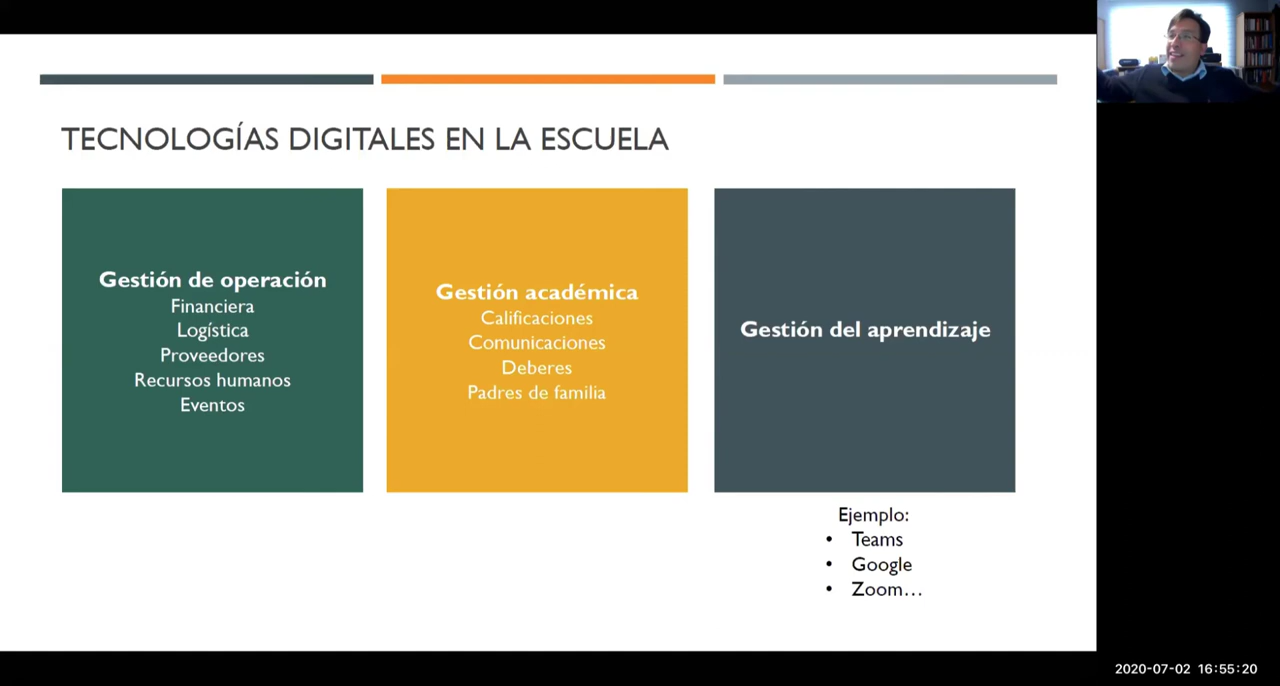 TECNOLOGÍAS DIGITALES EN LA ESCUELA
Gestión de operación
Financiera
Logística
Proveedores
Recursos humanos
Eventos
Gestión académica
Calificaciones
Comunicaciones
Deberes
Padres de familia
Gestión del aprendizaje
Ejemplo:
• Teams
• Google
• Zoom…
2020-07-02 16:55:20